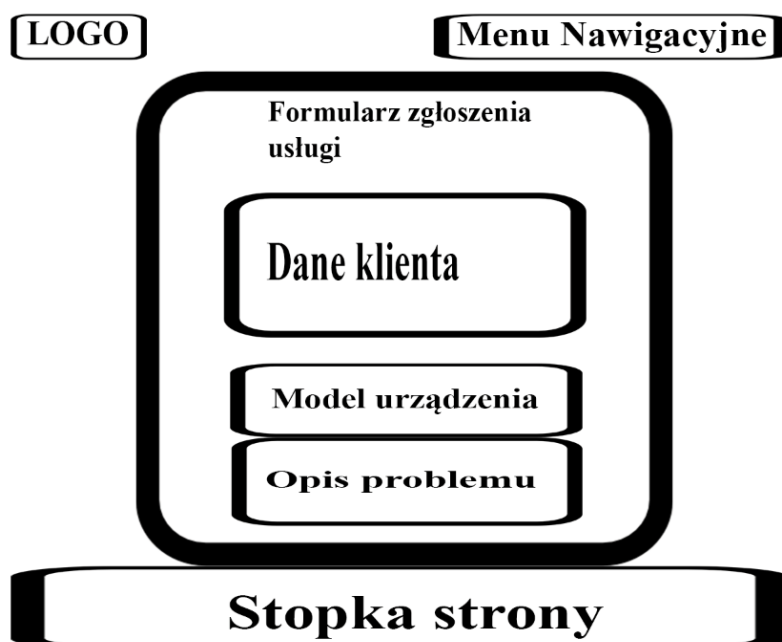 LOGO
Menu Nawigacyjne
Formularz zgłoszenia
usługi
Dane klienta
Model urządzenia
Opis problemu
Stopka strony